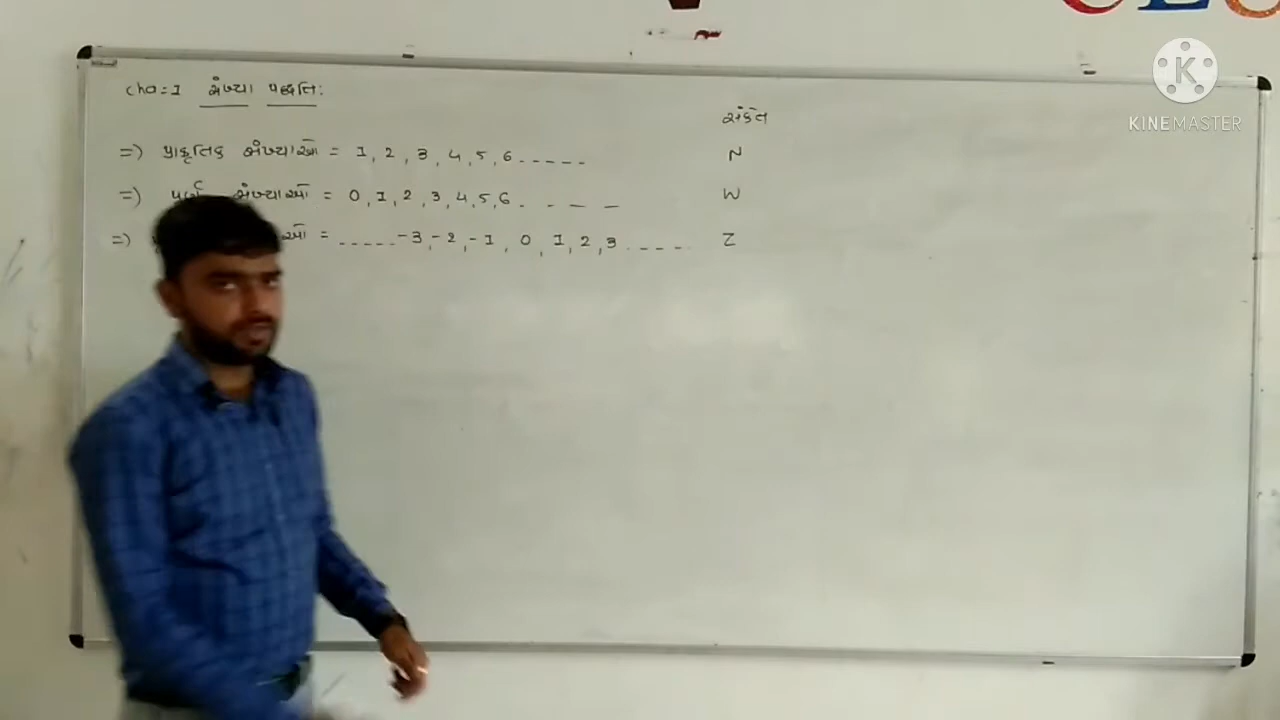 Cho:1 સંખ્યા પદ્ધતિ:
સંકેત
=) પ્રાકૃતિક સંખ્યાઓ = 1, 2, 3, 4, 5, 6 ----- N
=) પૂર્ણ સંખ્યાઓ = 0, 1, 2, 3, 4, 5, 6 - - - - W
=) ----- -3, -2, -1, 0, 1, 2, 3 ----- Z
KINEMASTER